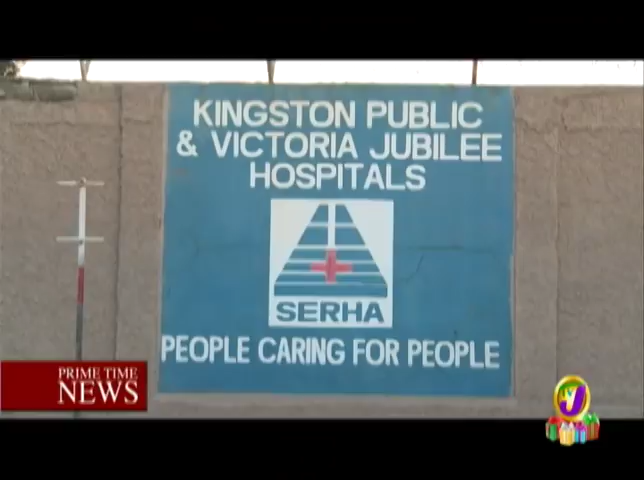 KINGSTON PUBLIC
& VICTORIA JUBILEE
HOSPITALS
SERHA
PEOPLE CARING FOR PEOPLE
PRIME TIME
NEWS
J